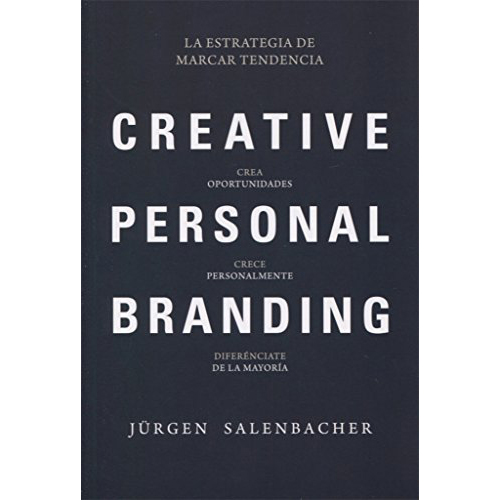 LA ESTRATEGIA DE
MARCAR TENDENCIA
CREATIVE
CREA
OPORTUNIDADES
PERSONAL
CRECE
PERSONALMENTE
BRANDING
DIFERÉNCIATE
DE LA MAYORÍA
JÜRGEN SALENBACHER